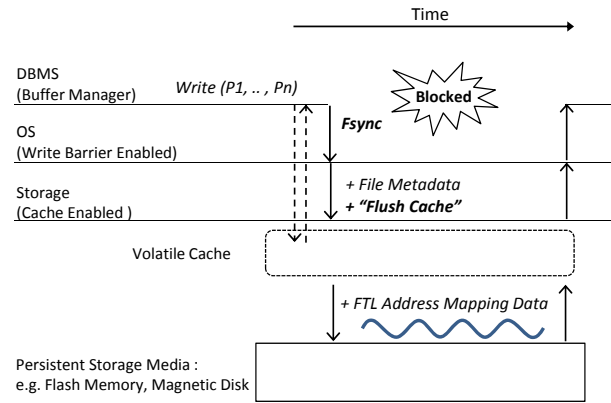 Time
DBMS
(Buffer Manager)
Write (P1, .. , Pn)
Blocked
Fsync
OS
(Write Barrier Enabled)
Storage
(Cache Enabled )
+ File Metadata
+ “Flush Cache”
Volatile Cache
+ FTL Address Mapping Data
Persistent Storage Media :
e.g. Flash Memory, Magnetic Disk